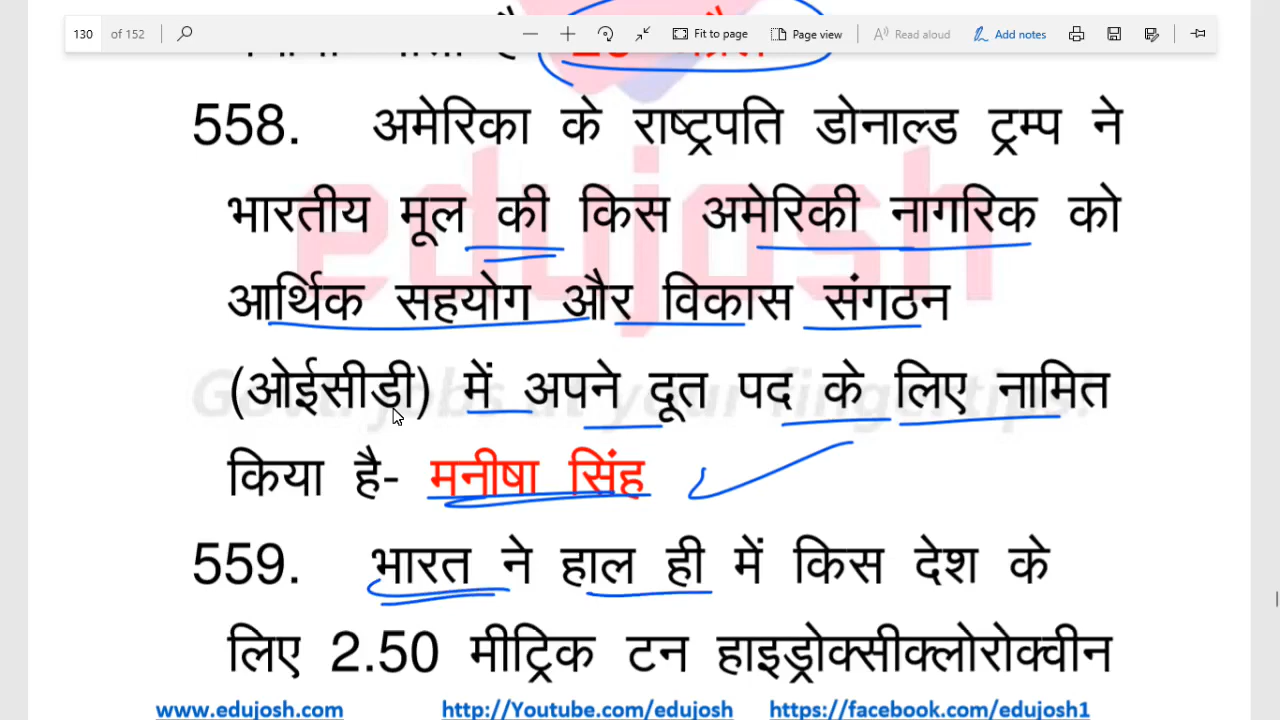 130 of 152 Fit to page Page view Read aloud Add notes
558. अमेरिका के राष्ट्रपति डोनाल्ड ट्रम्प ने
भारतीय मूल की किस अमेरिकी नागरिक को
आर्थिक सहयोग और विकास संगठन
(ओईसीडी) में अपने दूत पद के लिए नामित
किया है- मनीषा सिंह
559. भारत ने हाल ही में किस देश के
लिए 2.50 मीट्रिक टन हाइड्रोक्सीक्लोरोक्वीन
www.edujosh.com http://Youtube.com/edujosh https://facebook.com/edujosh1
edujosh